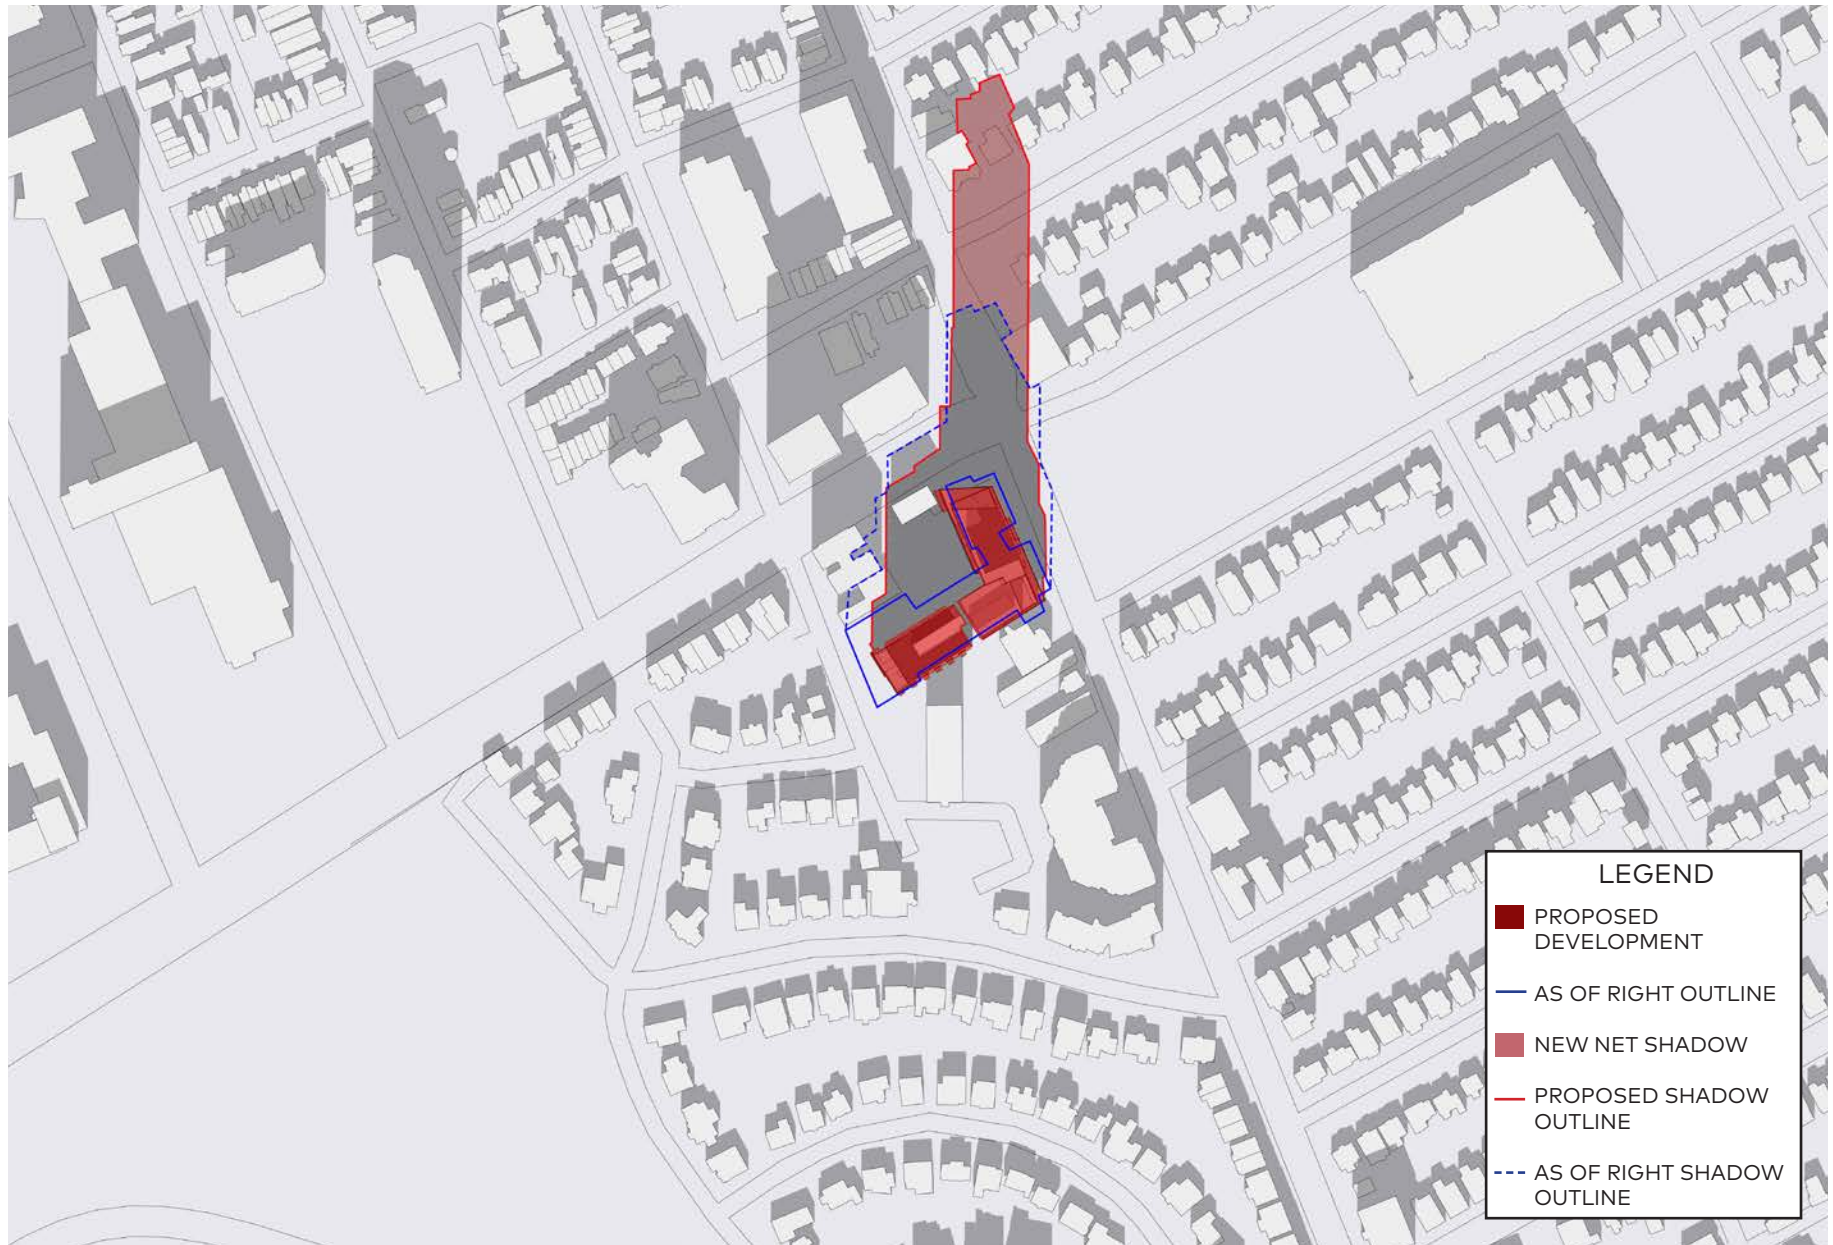 LEGEND
PROPOSED
DEVELOPMENT
AS OF RIGHT OUTLINE
NEW NET SHADOW
PROPOSED SHADOW
OUTLINE
AS OF RIGHT SHADOW
OUTLINE